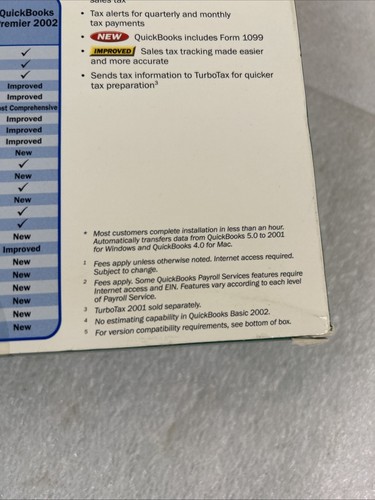 sales tax
• Tax alerts for quarterly and monthly
tax payments
• NEW QuickBooks includes Form 1099
• IMPROVED Sales tax tracking made easier
and more accurate
• Sends tax information to TurboTax for quicker
tax preparation3
QuickBooks
Premier 2002
✓
✓
✓
Improved
Improved
st Comprehensive
Improved
Improved
Improved
New
✓
New
✓
New
✓
✓
New
Improved
New
New
New
New
New
New
* Most customers complete installation in less than an hour.
Automatically transfers data from QuickBooks 5.0 to 2001
for Windows and QuickBooks 4.0 for Mac.
1 Fees apply unless otherwise noted. Internet access required.
Subject to change.
2 Fees apply. Some QuickBooks Payroll Services features require
Internet access and EIN. Features vary according to each level
of Payroll Service.
3 TurboTax 2001 sold separately.
4 No estimating capability in QuickBooks Basic 2002.
5 For version compatibility requirements, see bottom of box.